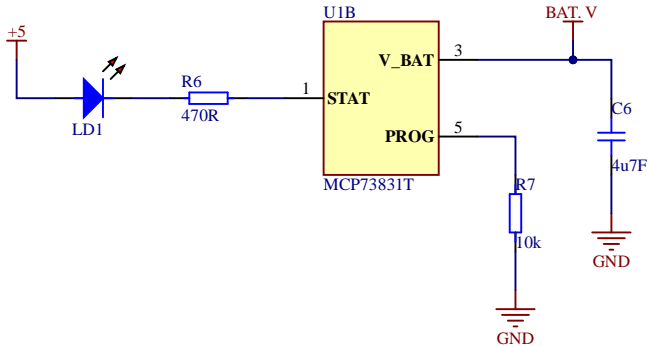 U1B
BAT. V
+5
3
V_BAT
R6
1
STAT
C6
470R
LD1
5
PROG
4u7F
MCP73831T
R7
10k
GND
GND